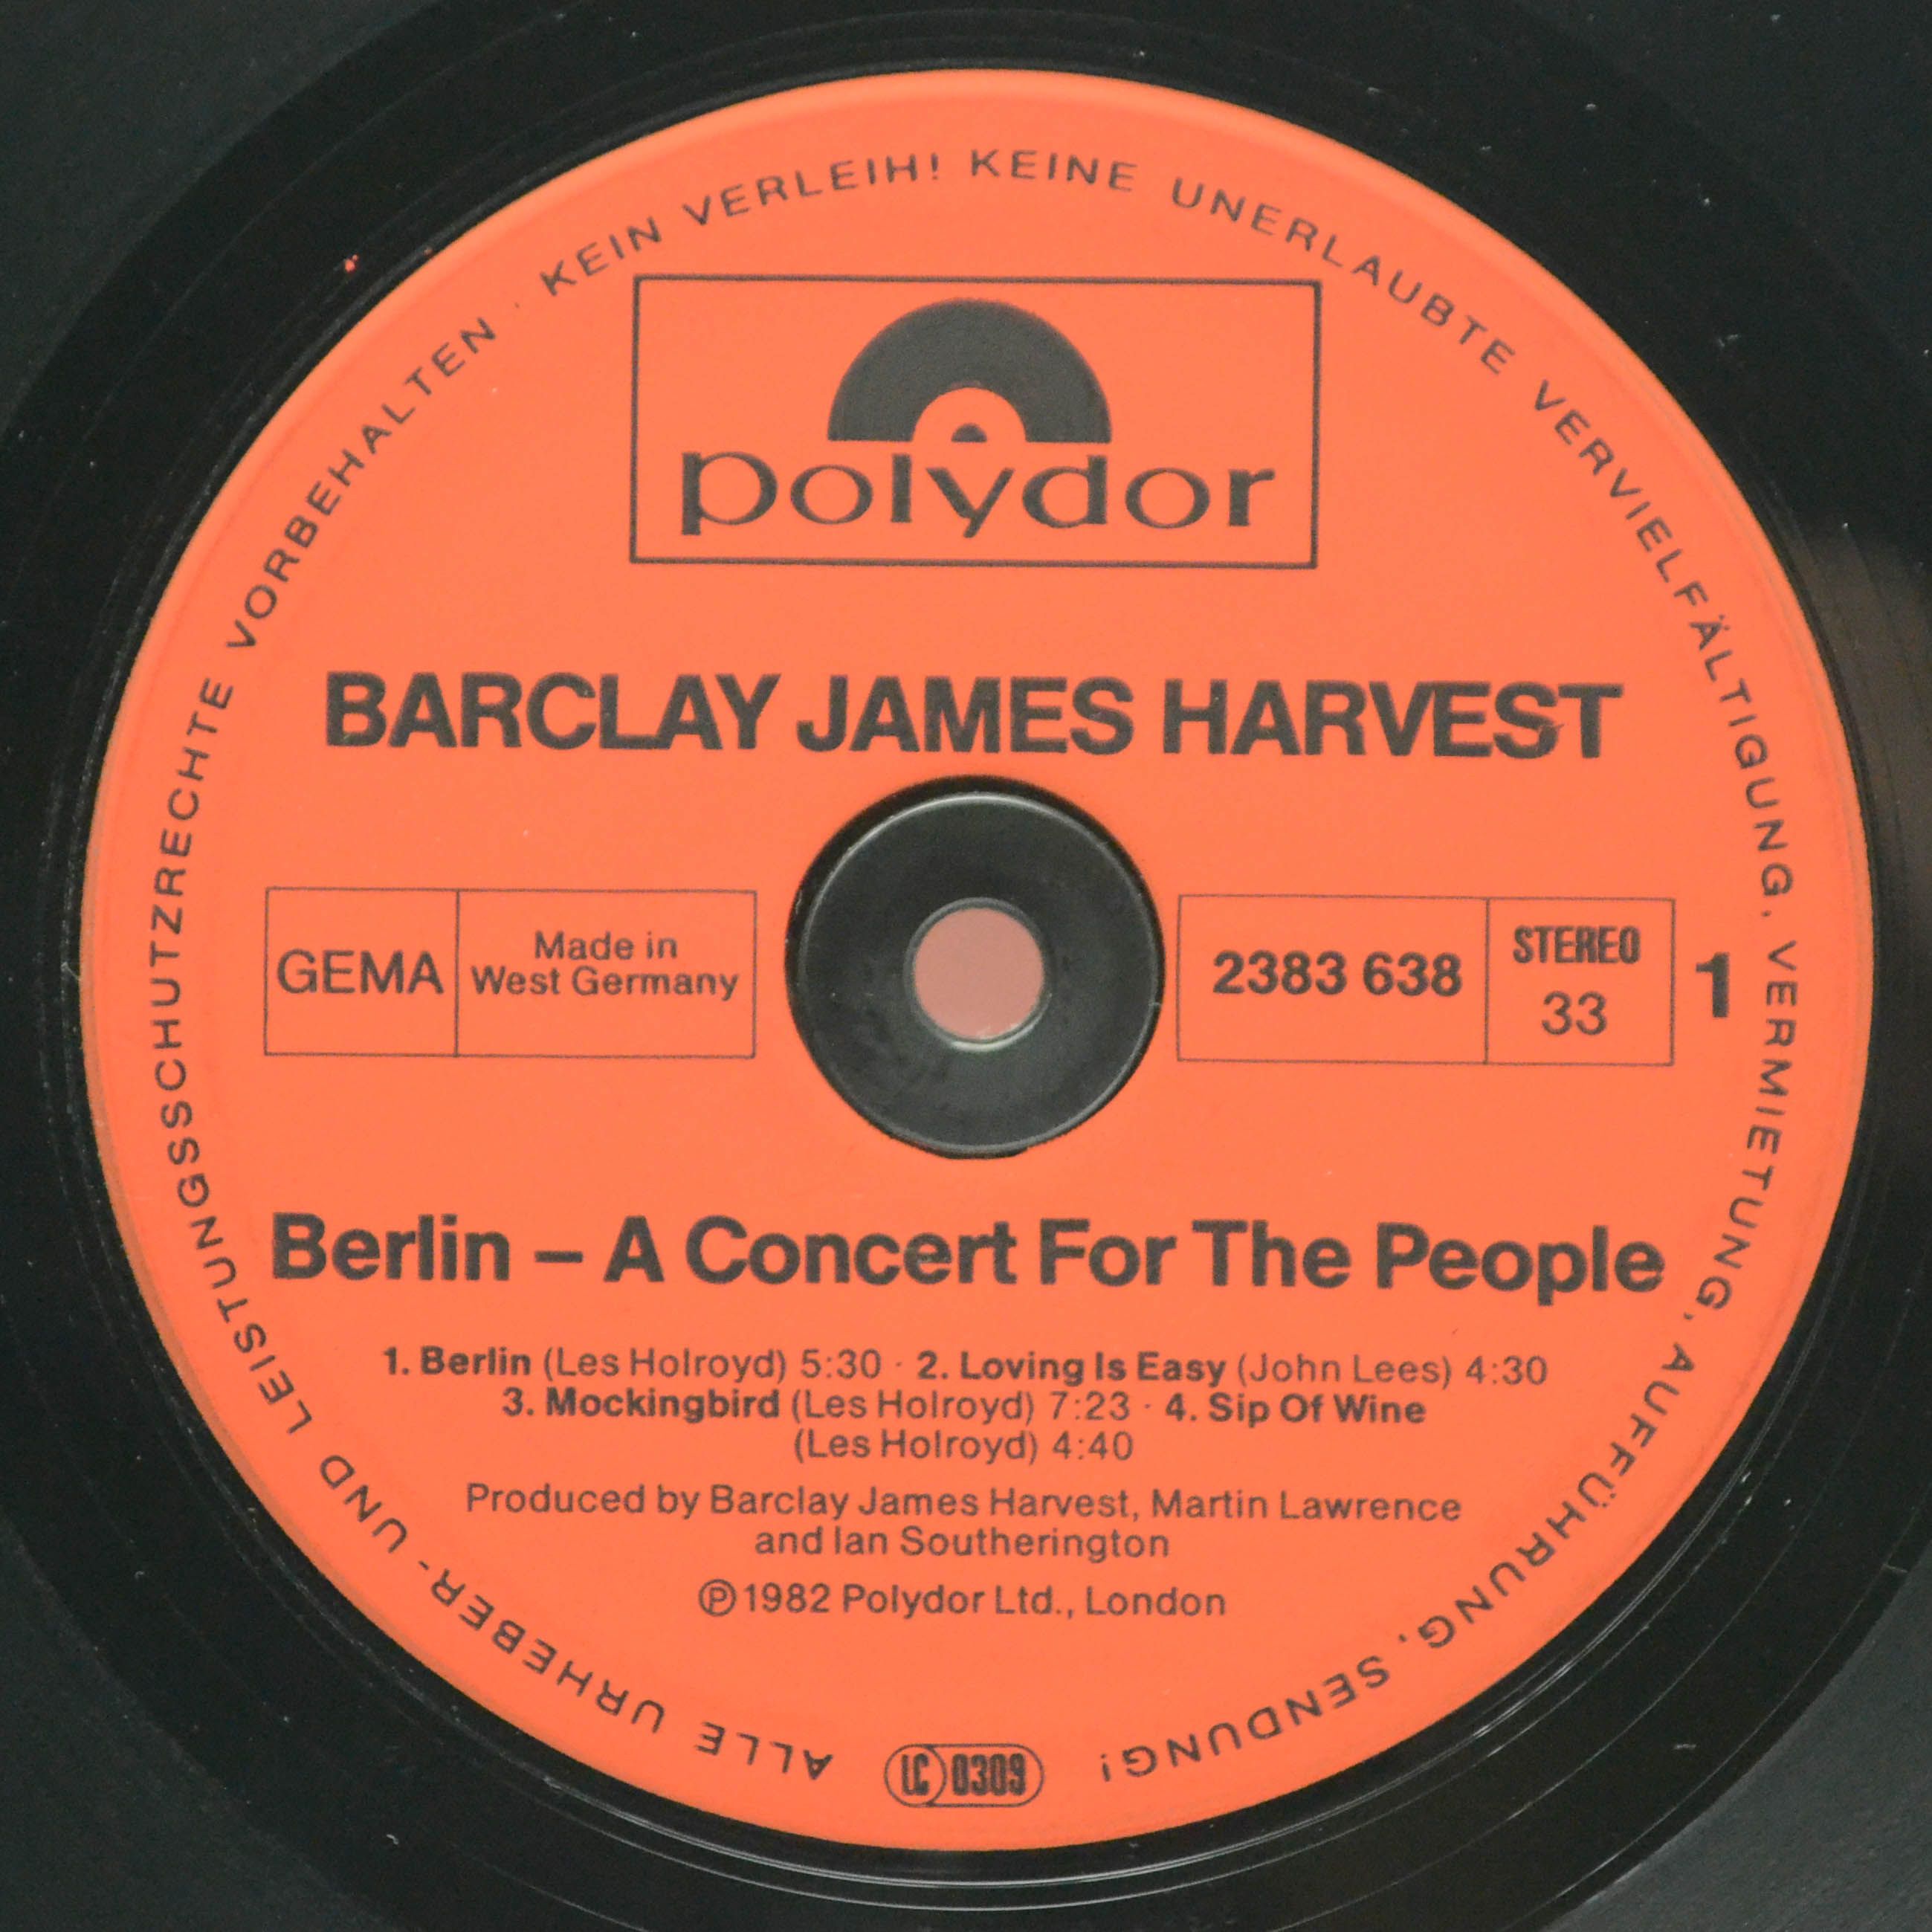 ALLE URHEBER- UND LEISTUNGSSCHUTZRECHTE VORBEHALTEN · KEIN VERLEIH! KEINE UNERLAUBTE VERVIELFÄLTIGUNG, VERMIETUNG, AUFFÜHRUNG, SENDUNG!
polydor
BARCLAY JAMES HARVEST
GEMA
Made in
West Germany
2383 638
STEREO
33
1
Berlin – A Concert For The People
1. Berlin (Les Holroyd) 5:30 · 2. Loving Is Easy (John Lees) 4:30
3. Mockingbird (Les Holroyd) 7:23 · 4. Sip Of Wine
(Les Holroyd) 4:40
Produced by Barclay James Harvest, Martin Lawrence
and Ian Southerington
℗ 1982 Polydor Ltd., London
LC 0309